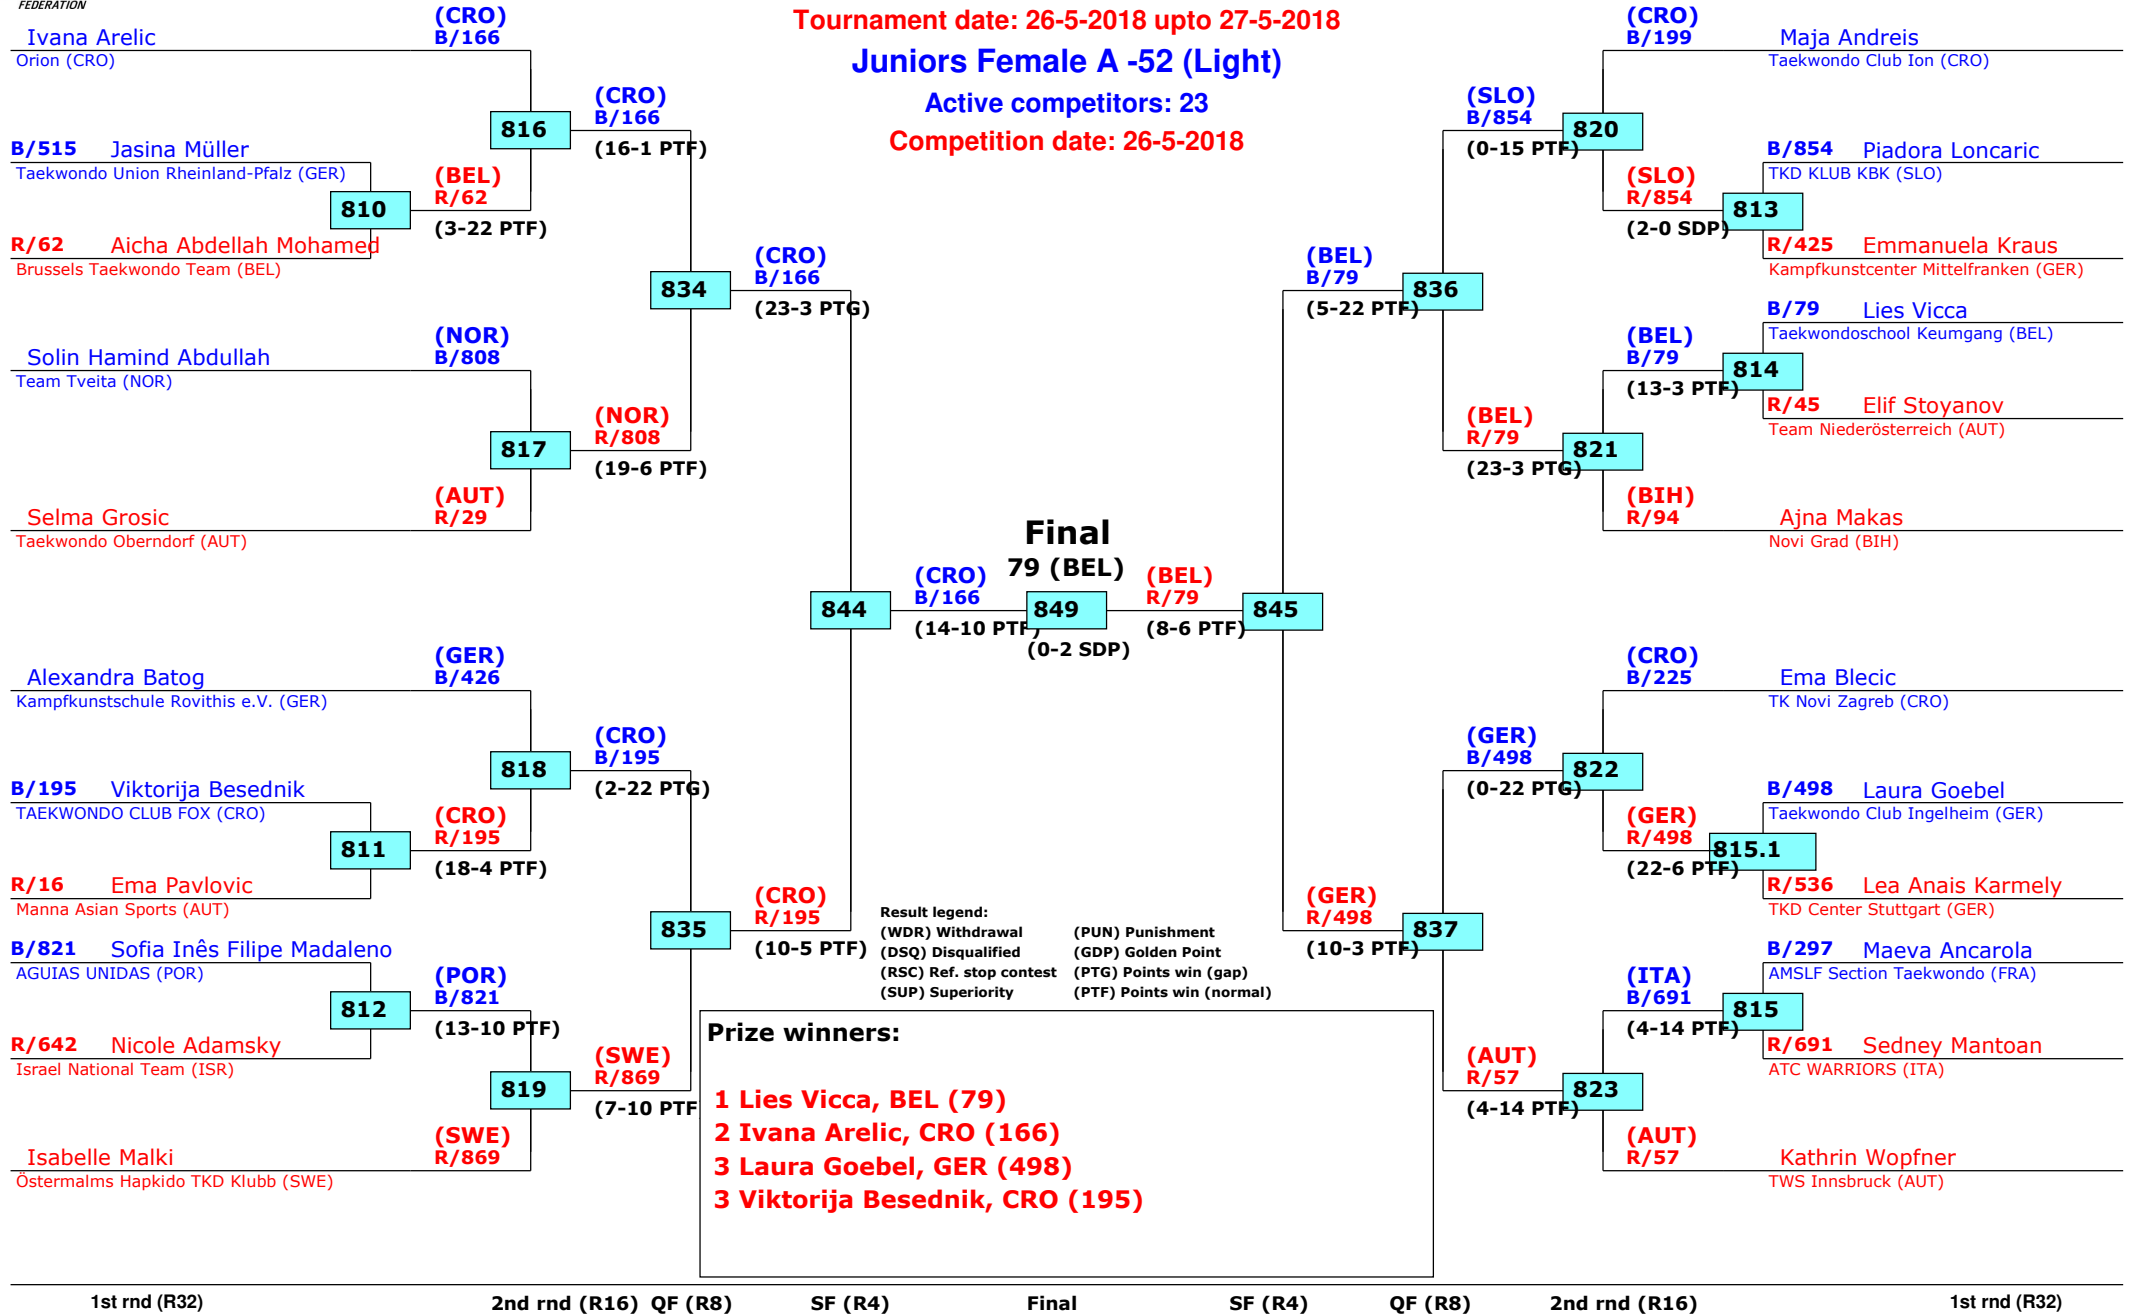 FEDERATION
Tournament date: 26-5-2018 upto 27-5-2018
Juniors Female A -52 (Light)
Active competitors: 23
Competition date: 26-5-2018
Ivana Arelic
Orion (CRO)
(CRO)
B/166
B/515 Jasina Müller
Taekwondo Union Rheinland-Pfalz (GER)
810
R/62 Aicha Abdellah Mohamed
Brussels Taekwondo Team (BEL)
(BEL)
R/62
(3-22 PTF)
816
(CRO)
B/166
(16-1 PTF)
Solin Hamind Abdullah
Team Tveita (NOR)
(NOR)
B/808
817
Selma Grosic
Taekwondo Oberndorf (AUT)
(AUT)
R/29
(NOR)
R/808
(19-6 PTF)
834
(CRO)
B/166
(23-3 PTG)
Alexandra Batog
Kampfkunstschule Rovithis e.V. (GER)
(GER)
B/426
B/195 Viktorija Besednik
TAEKWONDO CLUB FOX (CRO)
811
R/16 Ema Pavlovic
Manna Asian Sports (AUT)
(CRO)
R/195
(18-4 PTF)
818
(CRO)
B/195
(2-22 PTG)
B/821 Sofia Inês Filipe Madaleno
AGUIAS UNIDAS (POR)
812
R/642 Nicole Adamsky
Israel National Team (ISR)
(POR)
B/821
(13-10 PTF)
819
Isabelle Malki
Östermalms Hapkido TKD Klubb (SWE)
(SWE)
R/869
(SWE)
R/869
(7-10 PTF
835
(CRO)
R/195
(10-5 PTF)
844
(CRO)
B/166
(14-10 PTF)
Final
79 (BEL)
849
(0-2 SDP)
(BEL)
R/79
(8-6 PTF)
845
(BEL)
B/79
(5-22 PTF)
836
(SLO)
B/854
(0-15 PTF)
820
(CRO)
B/199
Maja Andreis
Taekwondo Club Ion (CRO)
(SLO)
R/854
(2-0 SDP)
813
B/854 Piadora Loncaric
TKD KLUB KBK (SLO)
R/425 Emmanuela Kraus
Kampfkunstcenter Mittelfranken (GER)
(BEL)
R/79
(23-3 PTG)
821
(BEL)
B/79
(13-3 PTF)
814
B/79 Lies Vicca
Taekwondoschool Keumgang (BEL)
R/45 Elif Stoyanov
Team Niederösterreich (AUT)
(BIH)
R/94
Ajna Makas
Novi Grad (BIH)
(GER)
R/498
(10-3 PTF)
837
(GER)
B/498
(0-22 PTG)
822
(CRO)
B/225
Ema Blecic
TK Novi Zagreb (CRO)
(GER)
R/498
(22-6 PTF)
815.1
B/498 Laura Goebel
Taekwondo Club Ingelheim (GER)
R/536 Lea Anais Karmely
TKD Center Stuttgart (GER)
(AUT)
R/57
(4-14 PTF)
823
(ITA)
B/691
(4-14 PTF)
815
B/297 Maeva Ancarola
AMSLF Section Taekwondo (FRA)
R/691 Sedney Mantoan
ATC WARRIORS (ITA)
(AUT)
R/57
Kathrin Wopfner
TWS Innsbruck (AUT)
Result legend:
(WDR) Withdrawal (PUN) Punishment
(DSQ) Disqualified (GDP) Golden Point
(RSC) Ref. stop contest (PTG) Points win (gap)
(SUP) Superiority (PTF) Points win (normal)
Prize winners:
1 Lies Vicca, BEL (79)
2 Ivana Arelic, CRO (166)
3 Laura Goebel, GER (498)
3 Viktorija Besednik, CRO (195)
1st rnd (R32) 2nd rnd (R16) QF (R8) SF (R4) Final SF (R4) QF (R8) 2nd rnd (R16) 1st rnd (R32)